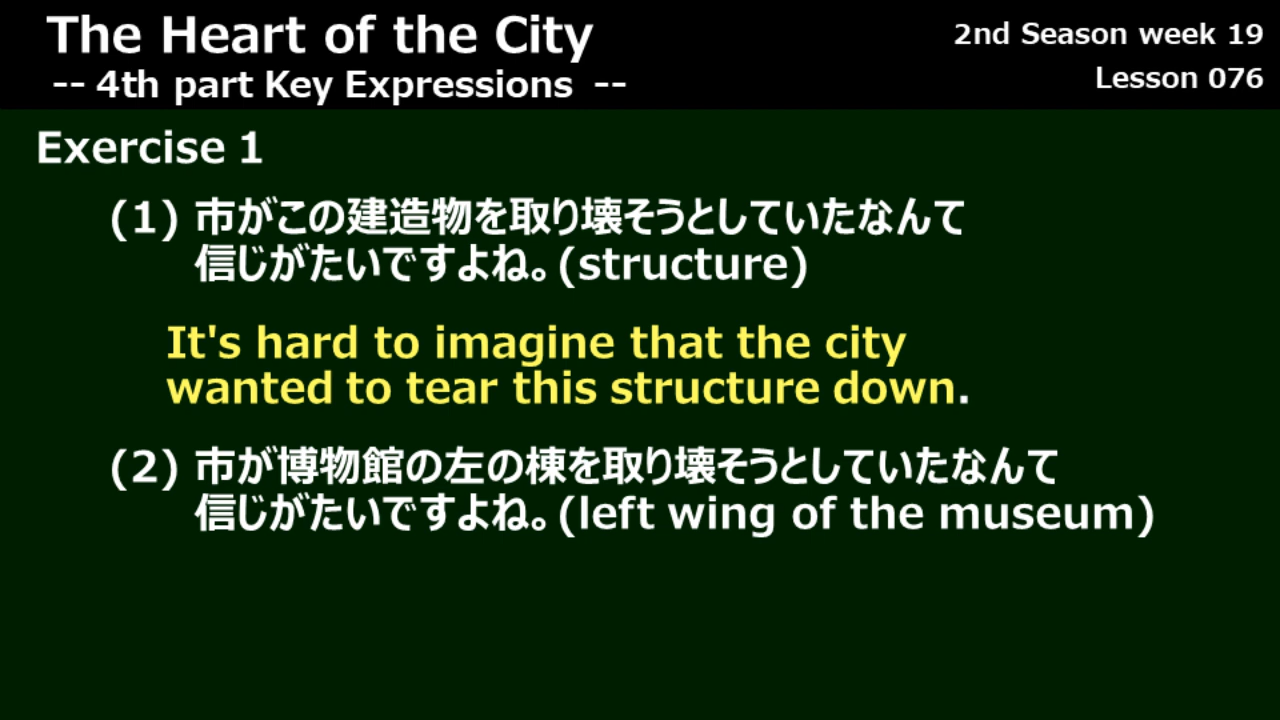 The Heart of the City
-- 4th part Key Expressions --
2nd Season week 19
Lesson 076
Exercise 1
(1) 市がこの建造物を取り壊そうとしていたなんて
信じがたいですよね。(structure)
It's hard to imagine that the city
wanted to tear this structure down.
(2) 市が博物館の左の棟を取り壊そうとしていたなんて
信じがたいですよね。(left wing of the museum)